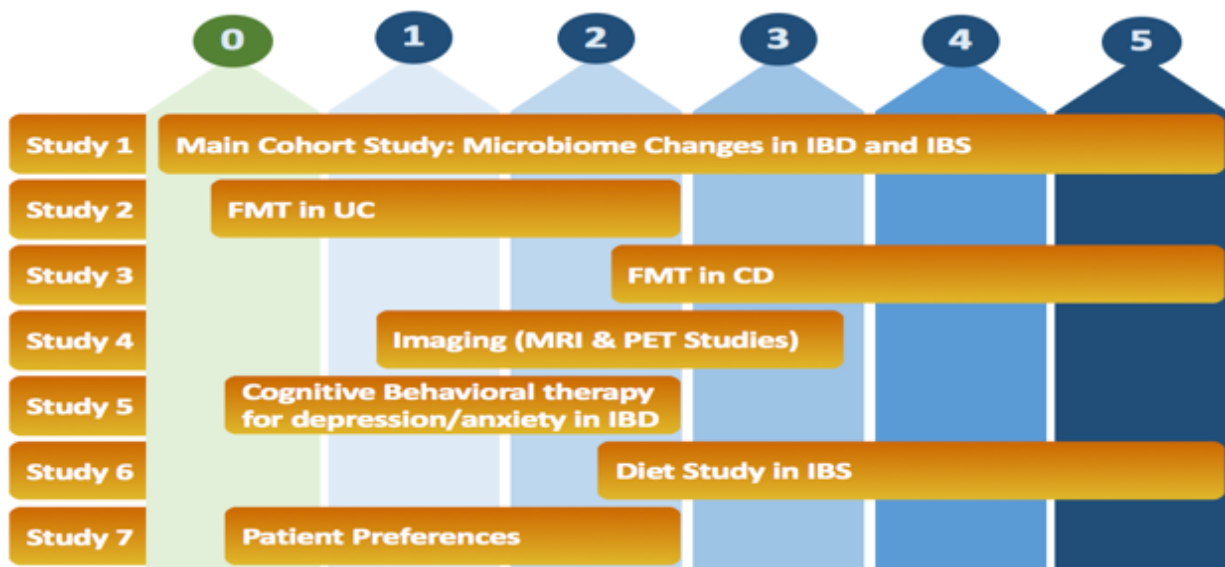 0 1 2 3 4 5
Study 1 Main Cohort Study: Microbiome Changes in IBD and IBS
Study 2 FMT in UC
Study 3 FMT in CD
Study 4 Imaging (MRI & PET Studies)
Study 5 Cognitive Behavioral therapy
for depression/anxiety in IBD
Study 6 Diet Study in IBS
Study 7 Patient Preferences